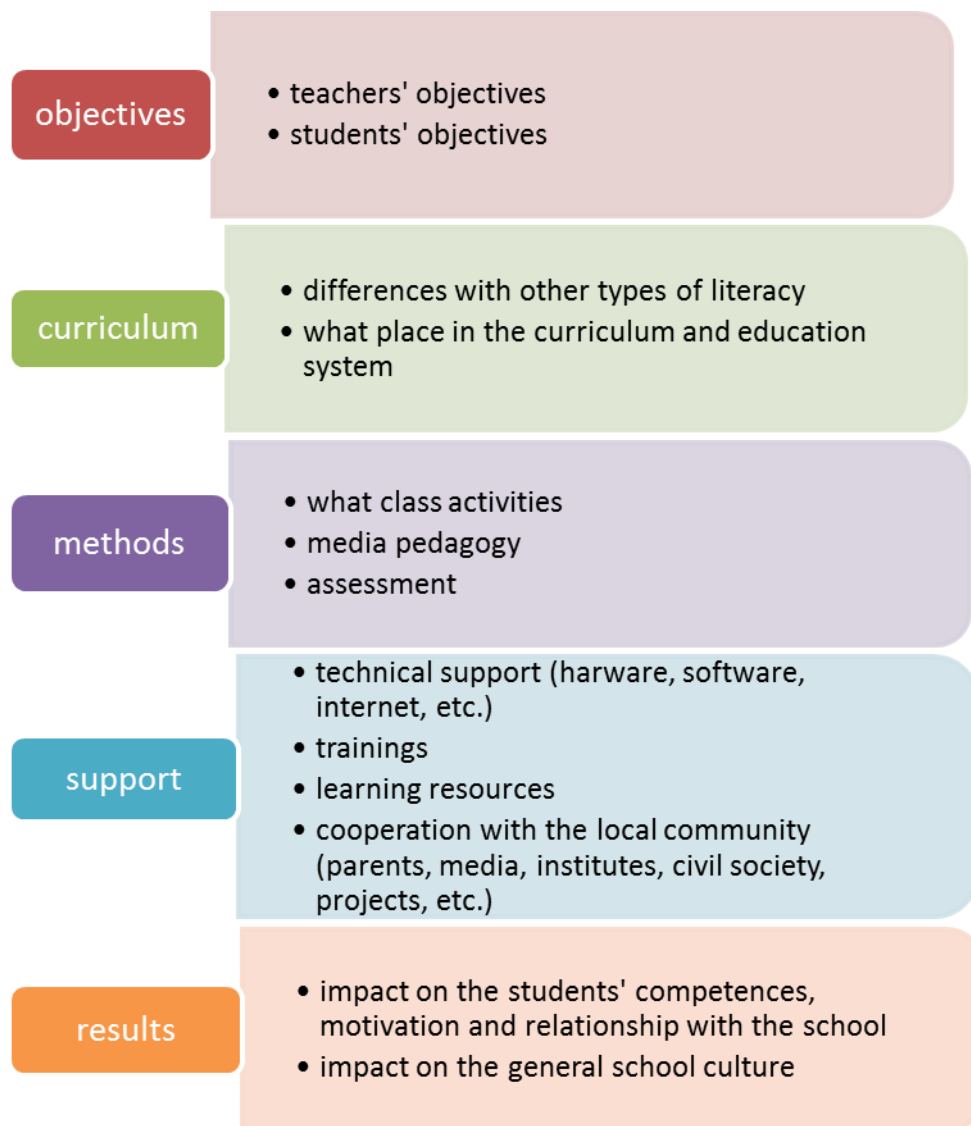 objectives
• teachers' objectives
• students' objectives
curriculum
• differences with other types of literacy
• what place in the curriculum and education
system
methods
• what class activities
• media pedagogy
• assessment
support
• technical support (harware, software,
internet, etc.)
• trainings
• learning resources
• cooperation with the local community
(parents, media, institutes, civil society,
projects, etc.)
results
• impact on the students' competences,
motivation and relationship with the school
• impact on the general school culture